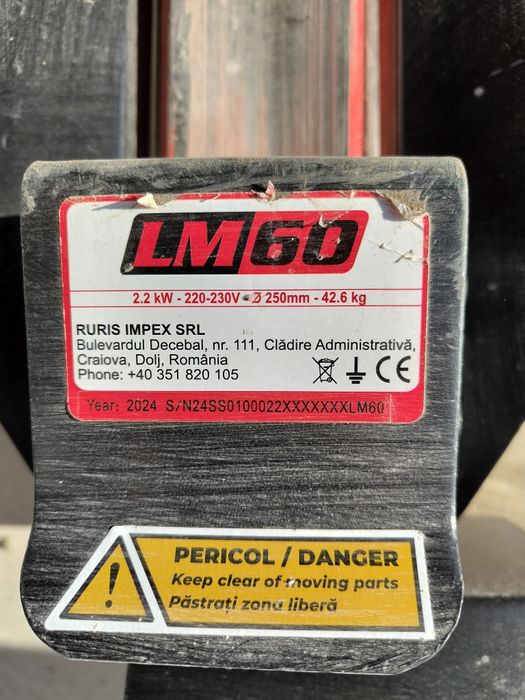 LM60
2.2 kW - 220-230V - Ø 250mm - 42.6 kg
RURIS IMPEX SRL
Bulevardul Decebal, nr. 111, Clădire Administrativă,
Craiova, Dolj, România
Phone: +40 351 820 105
CE
Year: 2024 S/N24SS0100022XXXXXXXLM60
PERICOL / DANGER
Keep clear of moving parts
Păstrați zona liberă